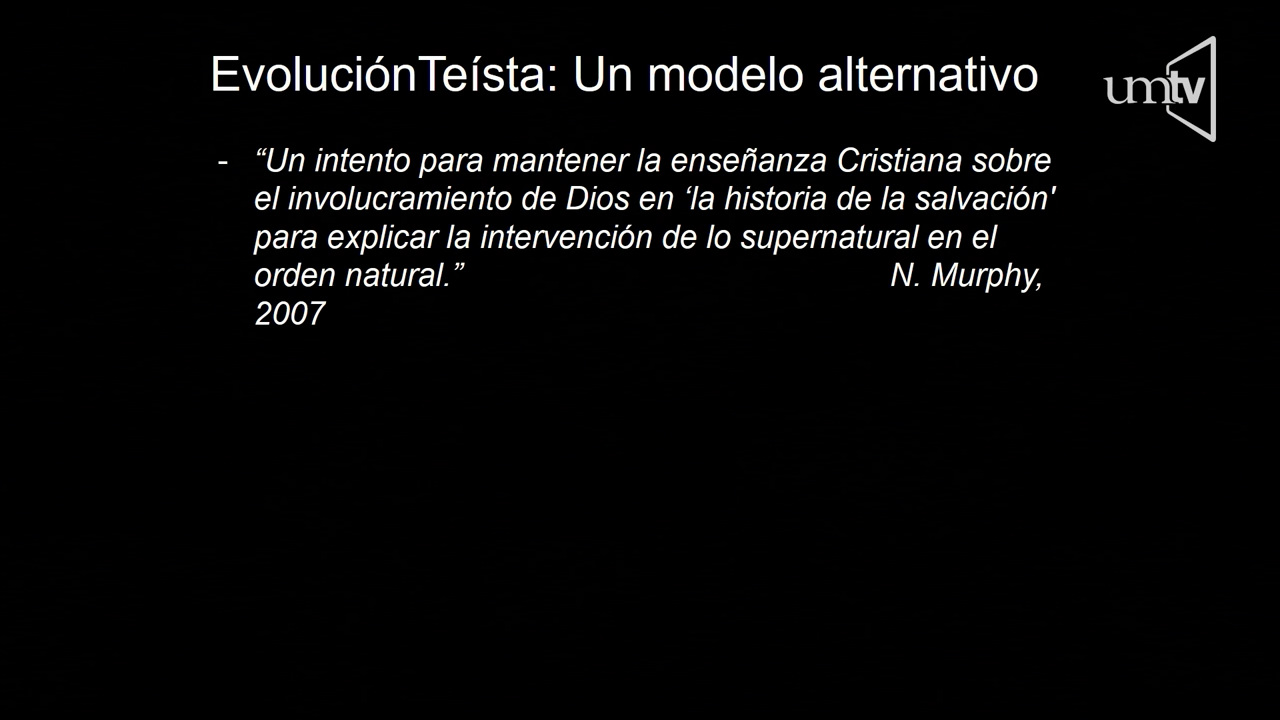 EvoluciónTeísta: Un modelo alternativo
umtv
- “Un intento para mantener la enseñanza Cristiana sobre
el involucramiento de Dios en ‘la historia de la salvación'
para explicar la intervención de lo supernatural en el
orden natural.” N. Murphy,
2007